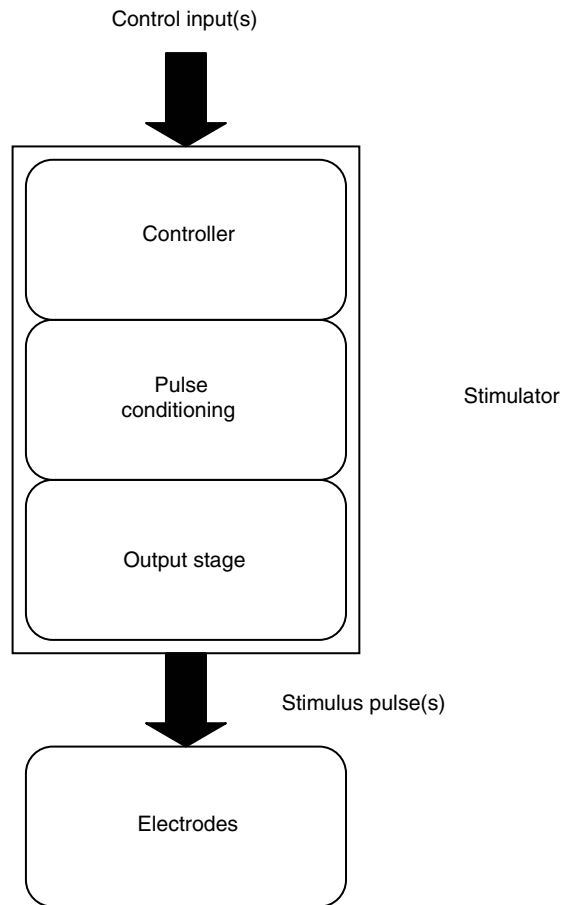 Control input(s)
Controller
Pulse
conditioning
Stimulator
Output stage
Stimulus pulse(s)
Electrodes